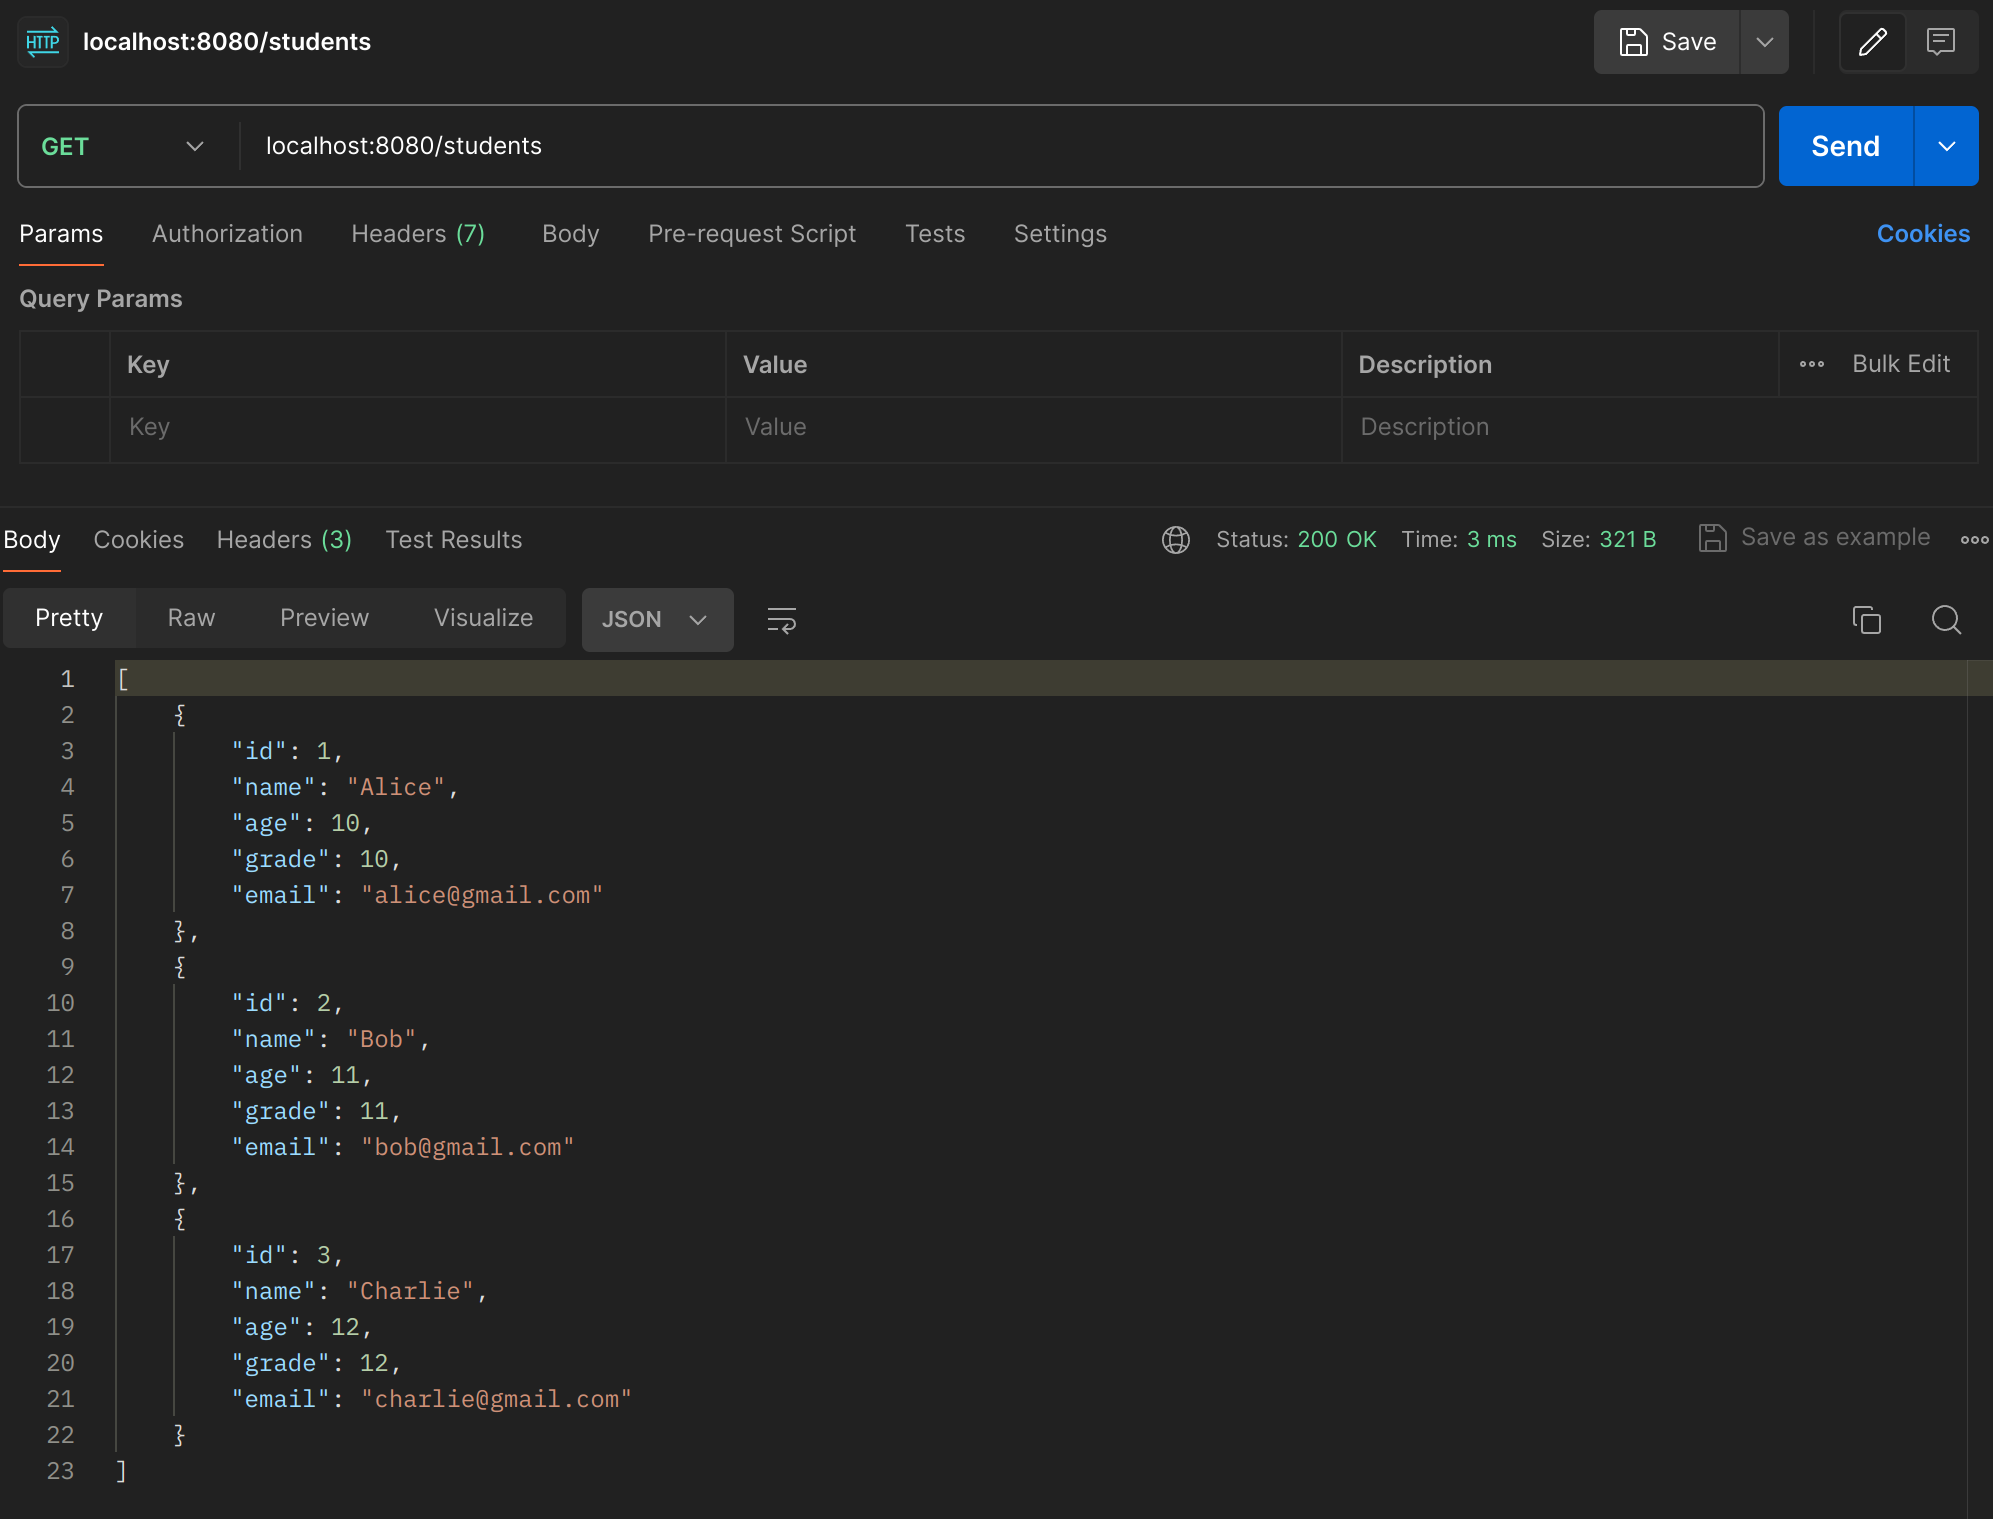 HTTP localhost:8080/students Save
GET localhost:8080/students Send
Params Authorization Headers (7) Body Pre-request Script Tests Settings Cookies
Query Params
Key Value Description Bulk Edit
Key Value Description
Body Cookies Headers (3) Test Results Status: 200 OK Time: 3 ms Size: 321 B Save as example
Pretty Raw Preview Visualize JSON
1 [
2 {
3 "id": 1,
4 "name": "Alice",
5 "age": 10,
6 "grade": 10,
7 "email": "alice@gmail.com"
8 },
9 {
10 "id": 2,
11 "name": "Bob",
12 "age": 11,
13 "grade": 11,
14 "email": "bob@gmail.com"
15 },
16 {
17 "id": 3,
18 "name": "Charlie",
19 "age": 12,
20 "grade": 12,
21 "email": "charlie@gmail.com"
22 }
23 ]